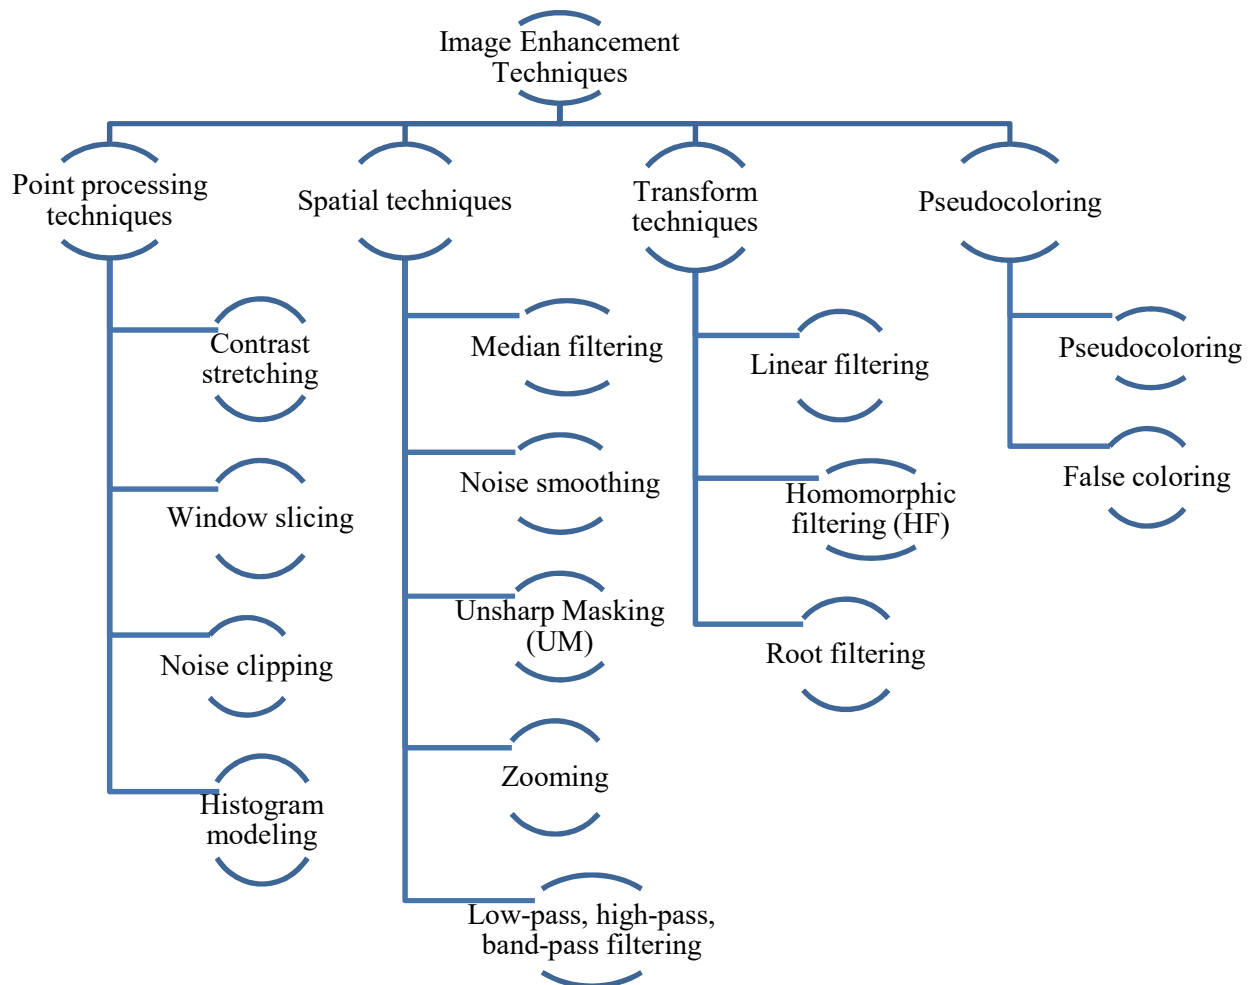 Image Enhancement
Techniques
Point processing
techniques
Spatial techniques
Transform
techniques
Pseudocoloring
Contrast
stretching
Window slicing
Noise clipping
Histogram
modeling
Median filtering
Noise smoothing
Unsharp Masking
(UM)
Zooming
Low-pass, high-pass,
band-pass filtering
Linear filtering
Homomorphic
filtering (HF)
Root filtering
Pseudocoloring
False coloring